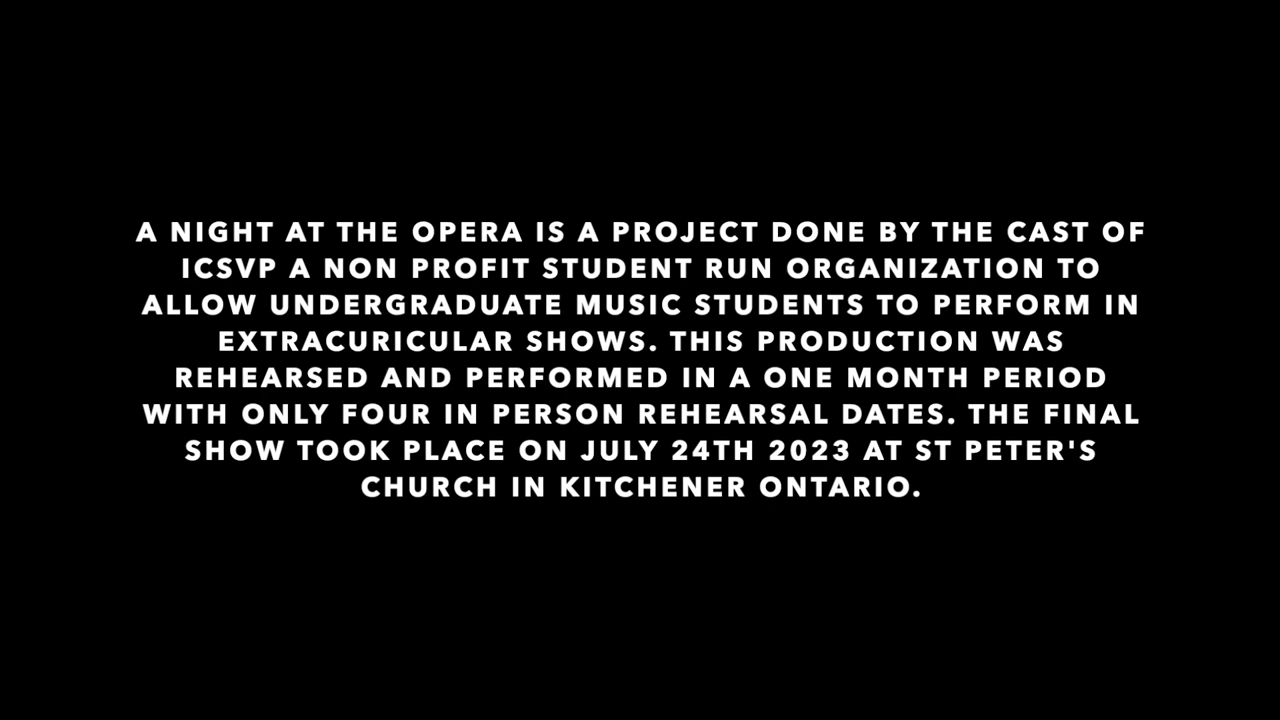 A NIGHT AT THE OPERA IS A PROJECT DONE BY THE CAST OF
ICSVP A NON PROFIT STUDENT RUN ORGANIZATION TO
ALLOW UNDERGRADUATE MUSIC STUDENTS TO PERFORM IN
EXTRACURICULAR SHOWS. THIS PRODUCTION WAS
REHEARSED AND PERFORMED IN A ONE MONTH PERIOD
WITH ONLY FOUR IN PERSON REHEARSAL DATES. THE FINAL
SHOW TOOK PLACE ON JULY 24TH 2023 AT ST PETER'S
CHURCH IN KITCHENER ONTARIO.